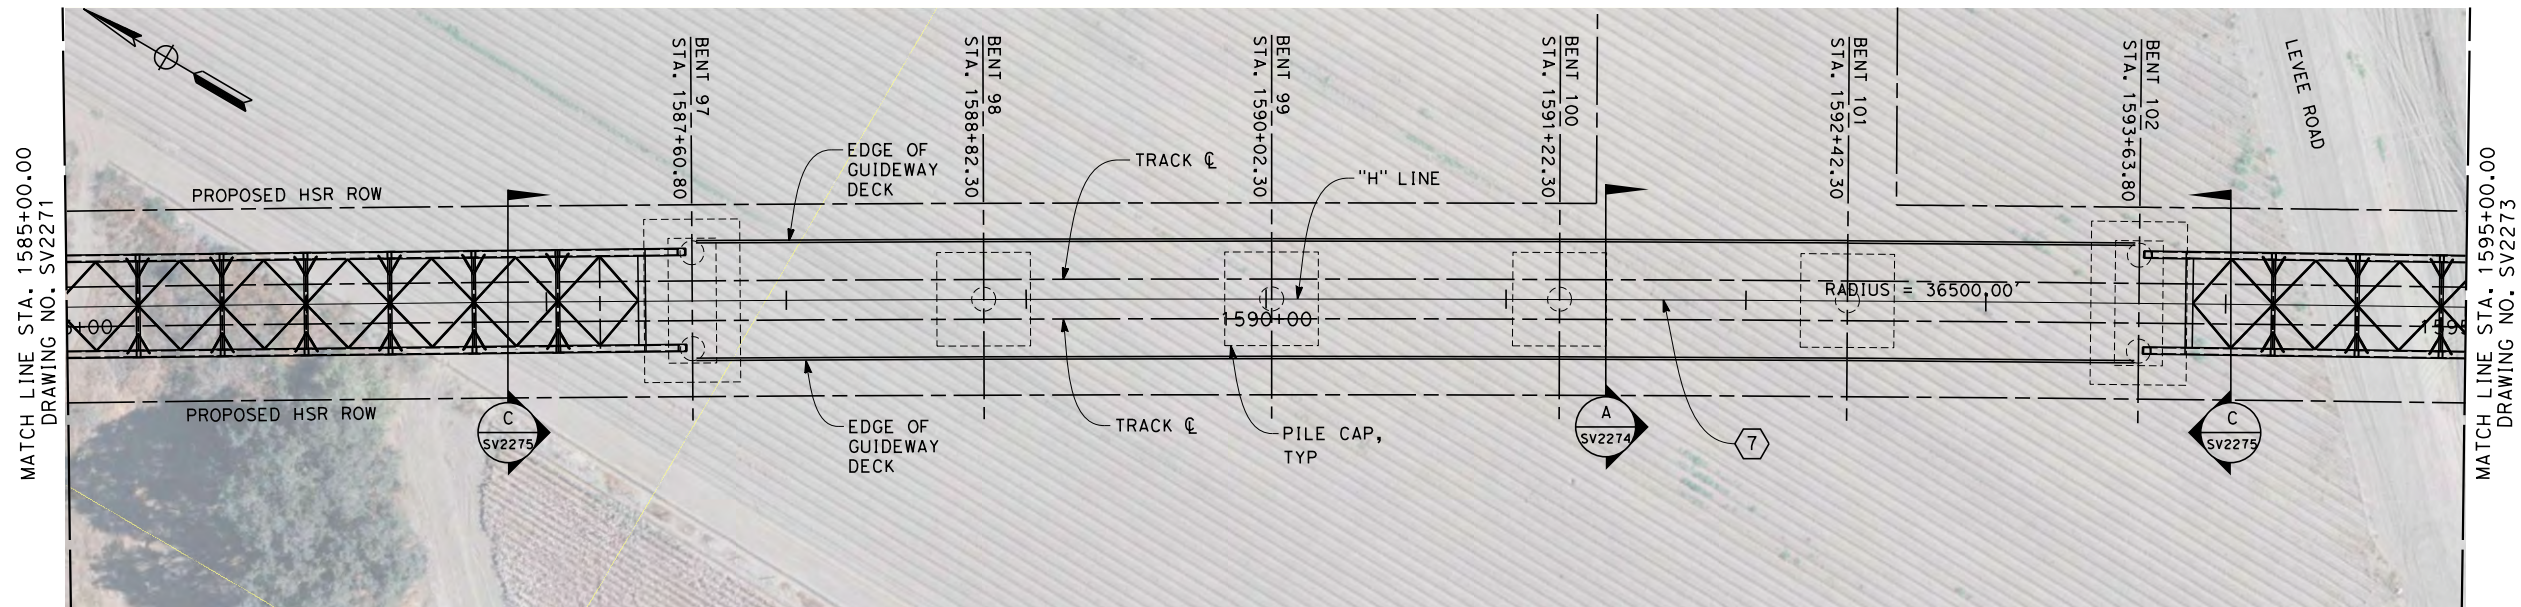 MATCH LINE STA. 1585+00.00
DRAWING NO. SV2271
BENT 97
STA. 1587+60.80
BENT 98
STA. 1588+82.30
BENT 99
STA. 1590+02.30
BENT 100
STA. 1591+22.30
BENT 101
STA. 1592+42.30
BENT 102
STA. 1593+63.80
LEVEE ROAD
PROPOSED HSR ROW
EDGE OF
GUIDEWAY
DECK
TRACK ℄
"H" LINE
RADIUS = 36500.00'
+00
1590+00
159
PROPOSED HSR ROW
C
SV2275
EDGE OF
GUIDEWAY
DECK
TRACK ℄
PILE CAP,
TYP
A
SV2274
7
C
SV2275
MATCH LINE STA. 1595+00.00
DRAWING NO. SV2273